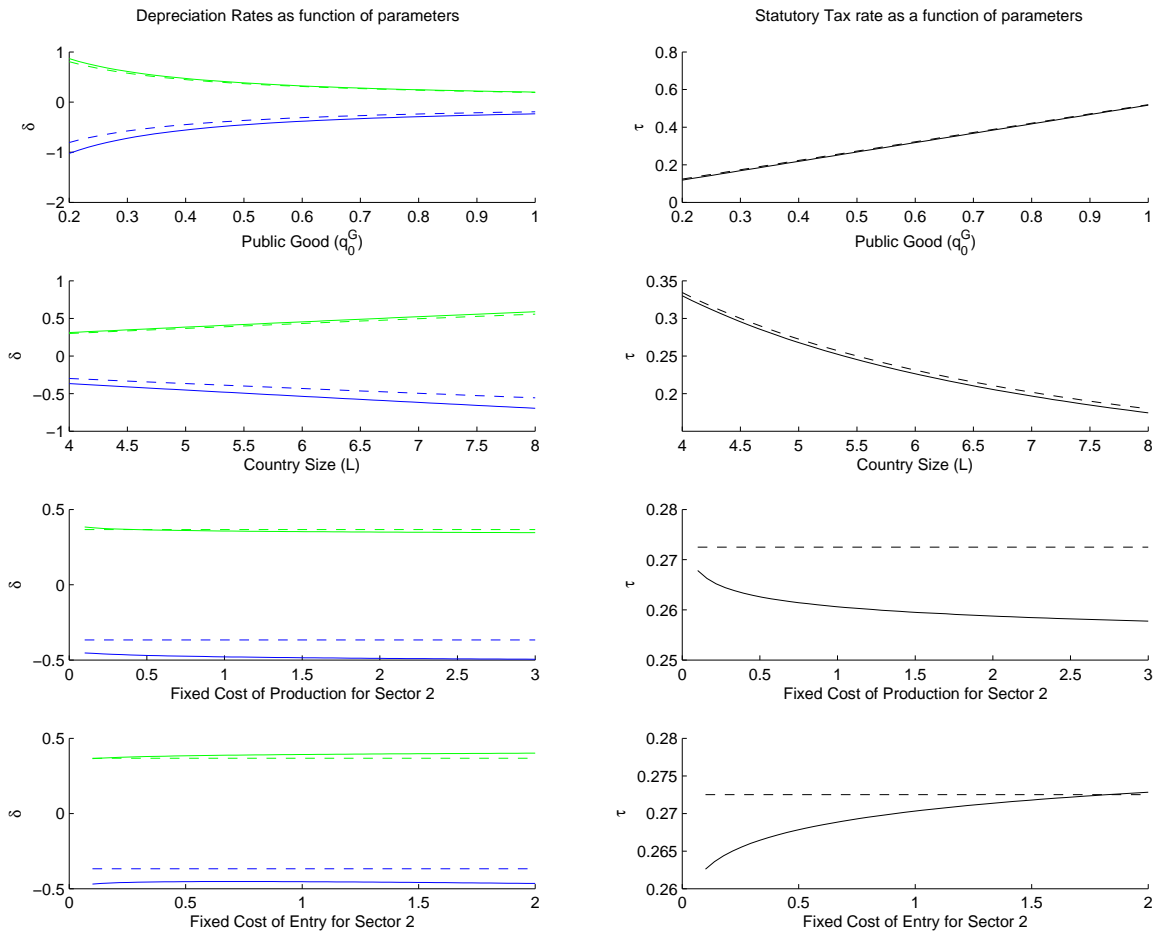 Depreciation Rates as function of parameters
1
0
−1
−2
δ
0.2 0.3 0.4 0.5 0.6 0.7 0.8 0.9 1
Public Good (q₀ᴳ)
Statutory Tax rate as a function of parameters
0.8
0.6
0.4
0.2
0
τ
0.2 0.3 0.4 0.5 0.6 0.7 0.8 0.9 1
Public Good (q₀ᴳ)
1
0.5
0
−0.5
−1
δ
4 4.5 5 5.5 6 6.5 7 7.5 8
Country Size (L)
0.35
0.3
0.25
0.2
τ
4 4.5 5 5.5 6 6.5 7 7.5 8
Country Size (L)
0.5
0
−0.5
δ
0 0.5 1 1.5 2 2.5 3
Fixed Cost of Production for Sector 2
0.28
0.27
0.26
0.25
τ
0 0.5 1 1.5 2 2.5 3
Fixed Cost of Production for Sector 2
0.5
0
−0.5
δ
0 0.5 1 1.5 2
Fixed Cost of Entry for Sector 2
0.28
0.275
0.27
0.265
0.26
τ
0 0.5 1 1.5 2
Fixed Cost of Entry for Sector 2